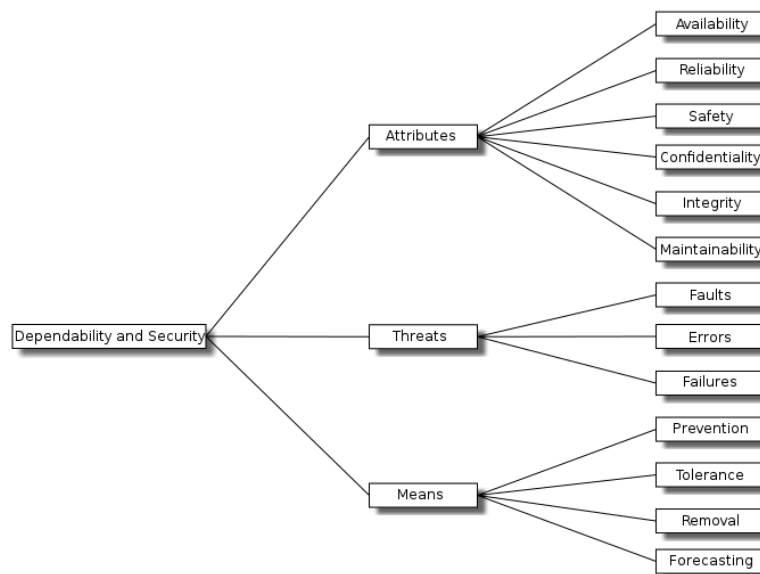 Dependability and Security
Attributes
Availability
Reliability
Safety
Confidentiality
Integrity
Maintainability
Threats
Faults
Errors
Failures
Means
Prevention
Tolerance
Removal
Forecasting